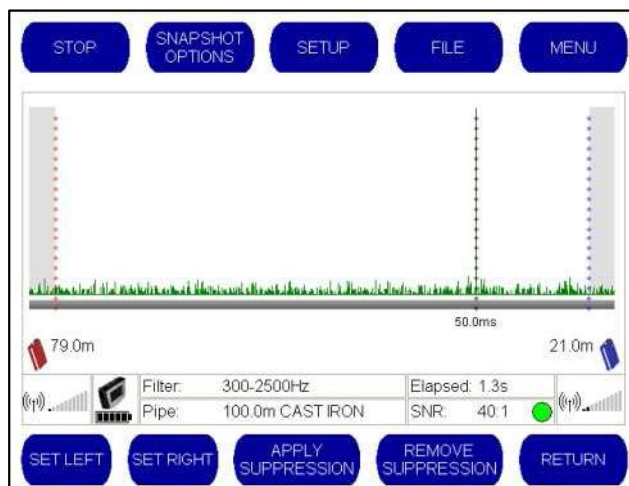 STOP
SNAPSHOT
OPTIONS
SETUP
FILE
MENU
50.0ms
79.0m
21.0m
Filter: 300-2500Hz
Elapsed: 1.3s
Pipe: 100.0m CAST IRON
SNR: 40:1
SET LEFT
SET RIGHT
APPLY
SUPPRESSION
REMOVE
SUPPRESSION
RETURN